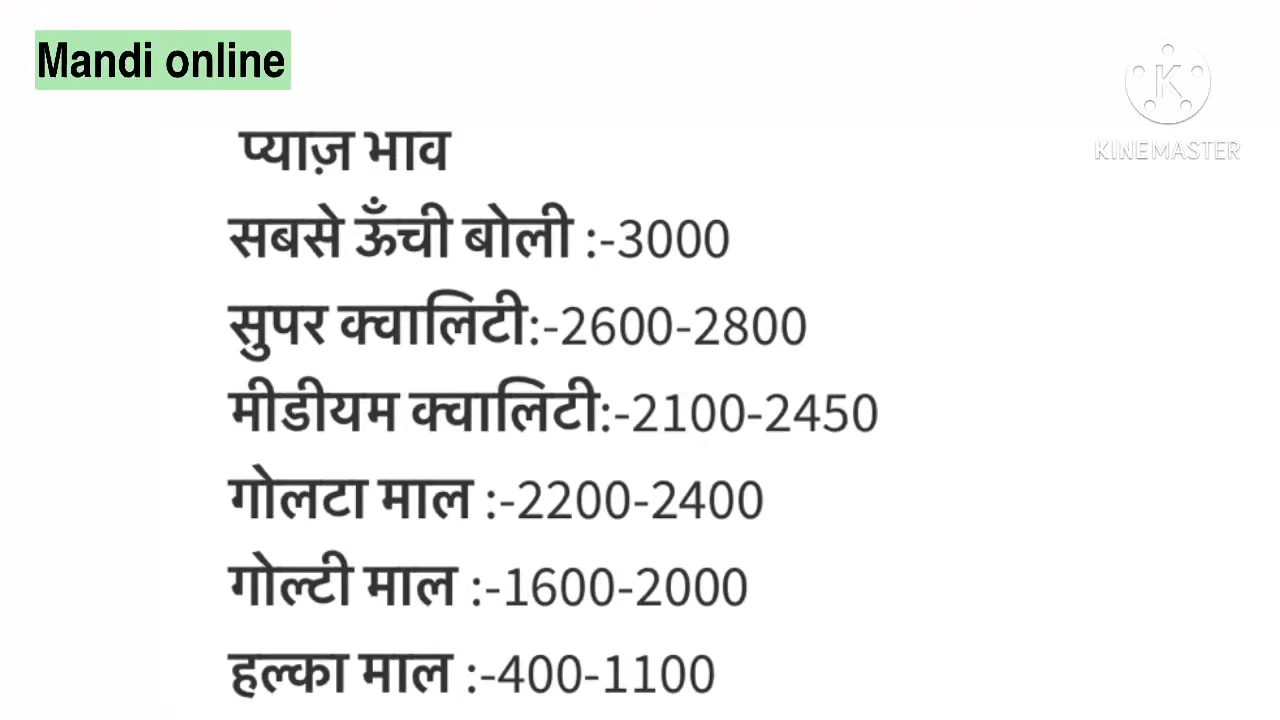 Mandi online
KINEMASTER
प्याज़ भाव
सबसे ऊँची बोली :-3000
सुपर क्वालिटी:-2600-2800
मीडीयम क्वालिटी:-2100-2450
गोलटा माल :-2200-2400
गोल्टी माल :-1600-2000
हल्का माल :-400-1100